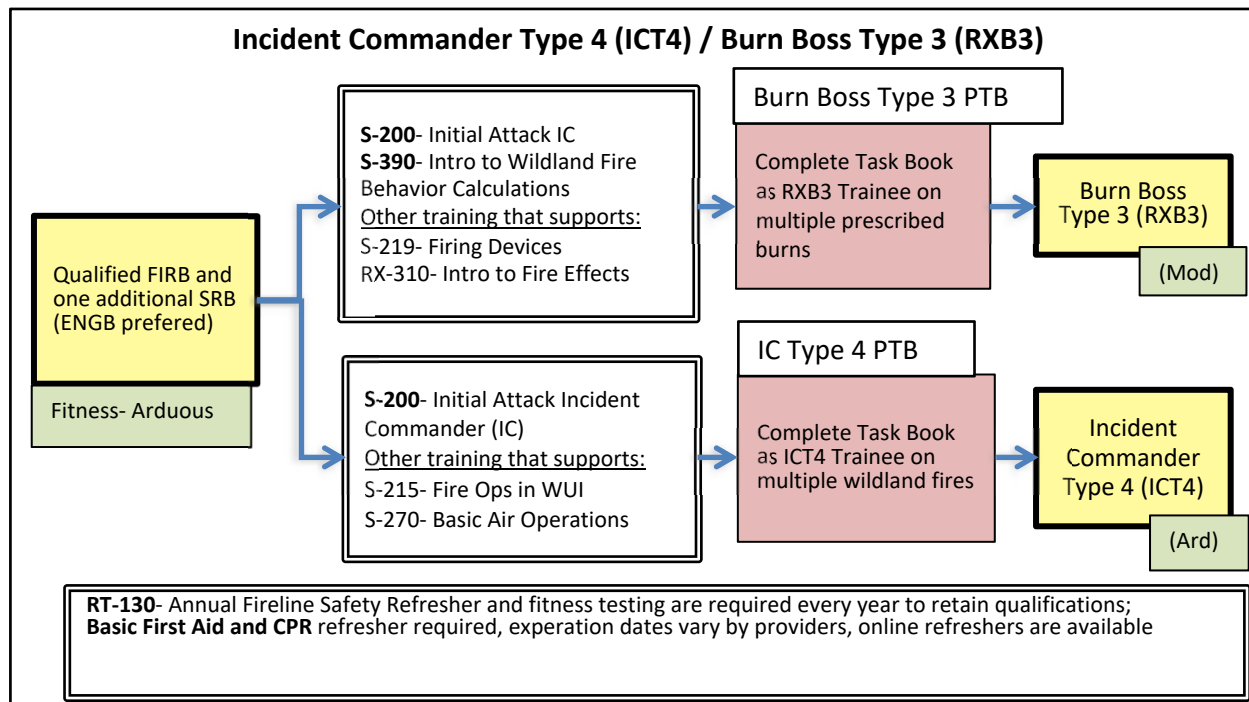 Incident Commander Type 4 (ICT4) / Burn Boss Type 3 (RXB3)
Qualified FIRB and
one additional SRB
(ENGB prefered)
Fitness- Arduous
S-200- Initial Attack IC
S-390- Intro to Wildland Fire
Behavior Calculations
Other training that supports:
S-219- Firing Devices
RX-310- Intro to Fire Effects
Burn Boss Type 3 PTB
Complete Task Book
as RXB3 Trainee on
multiple prescribed
burns
Burn Boss
Type 3 (RXB3)
(Mod)
S-200- Initial Attack Incident
Commander (IC)
Other training that supports:
S-215- Fire Ops in WUI
S-270- Basic Air Operations
IC Type 4 PTB
Complete Task Book
as ICT4 Trainee on
multiple wildland fires
Incident
Commander
Type 4 (ICT4)
(Ard)
RT-130- Annual Fireline Safety Refresher and fitness testing are required every year to retain qualifications;
Basic First Aid and CPR refresher required, experation dates vary by providers, online refreshers are available